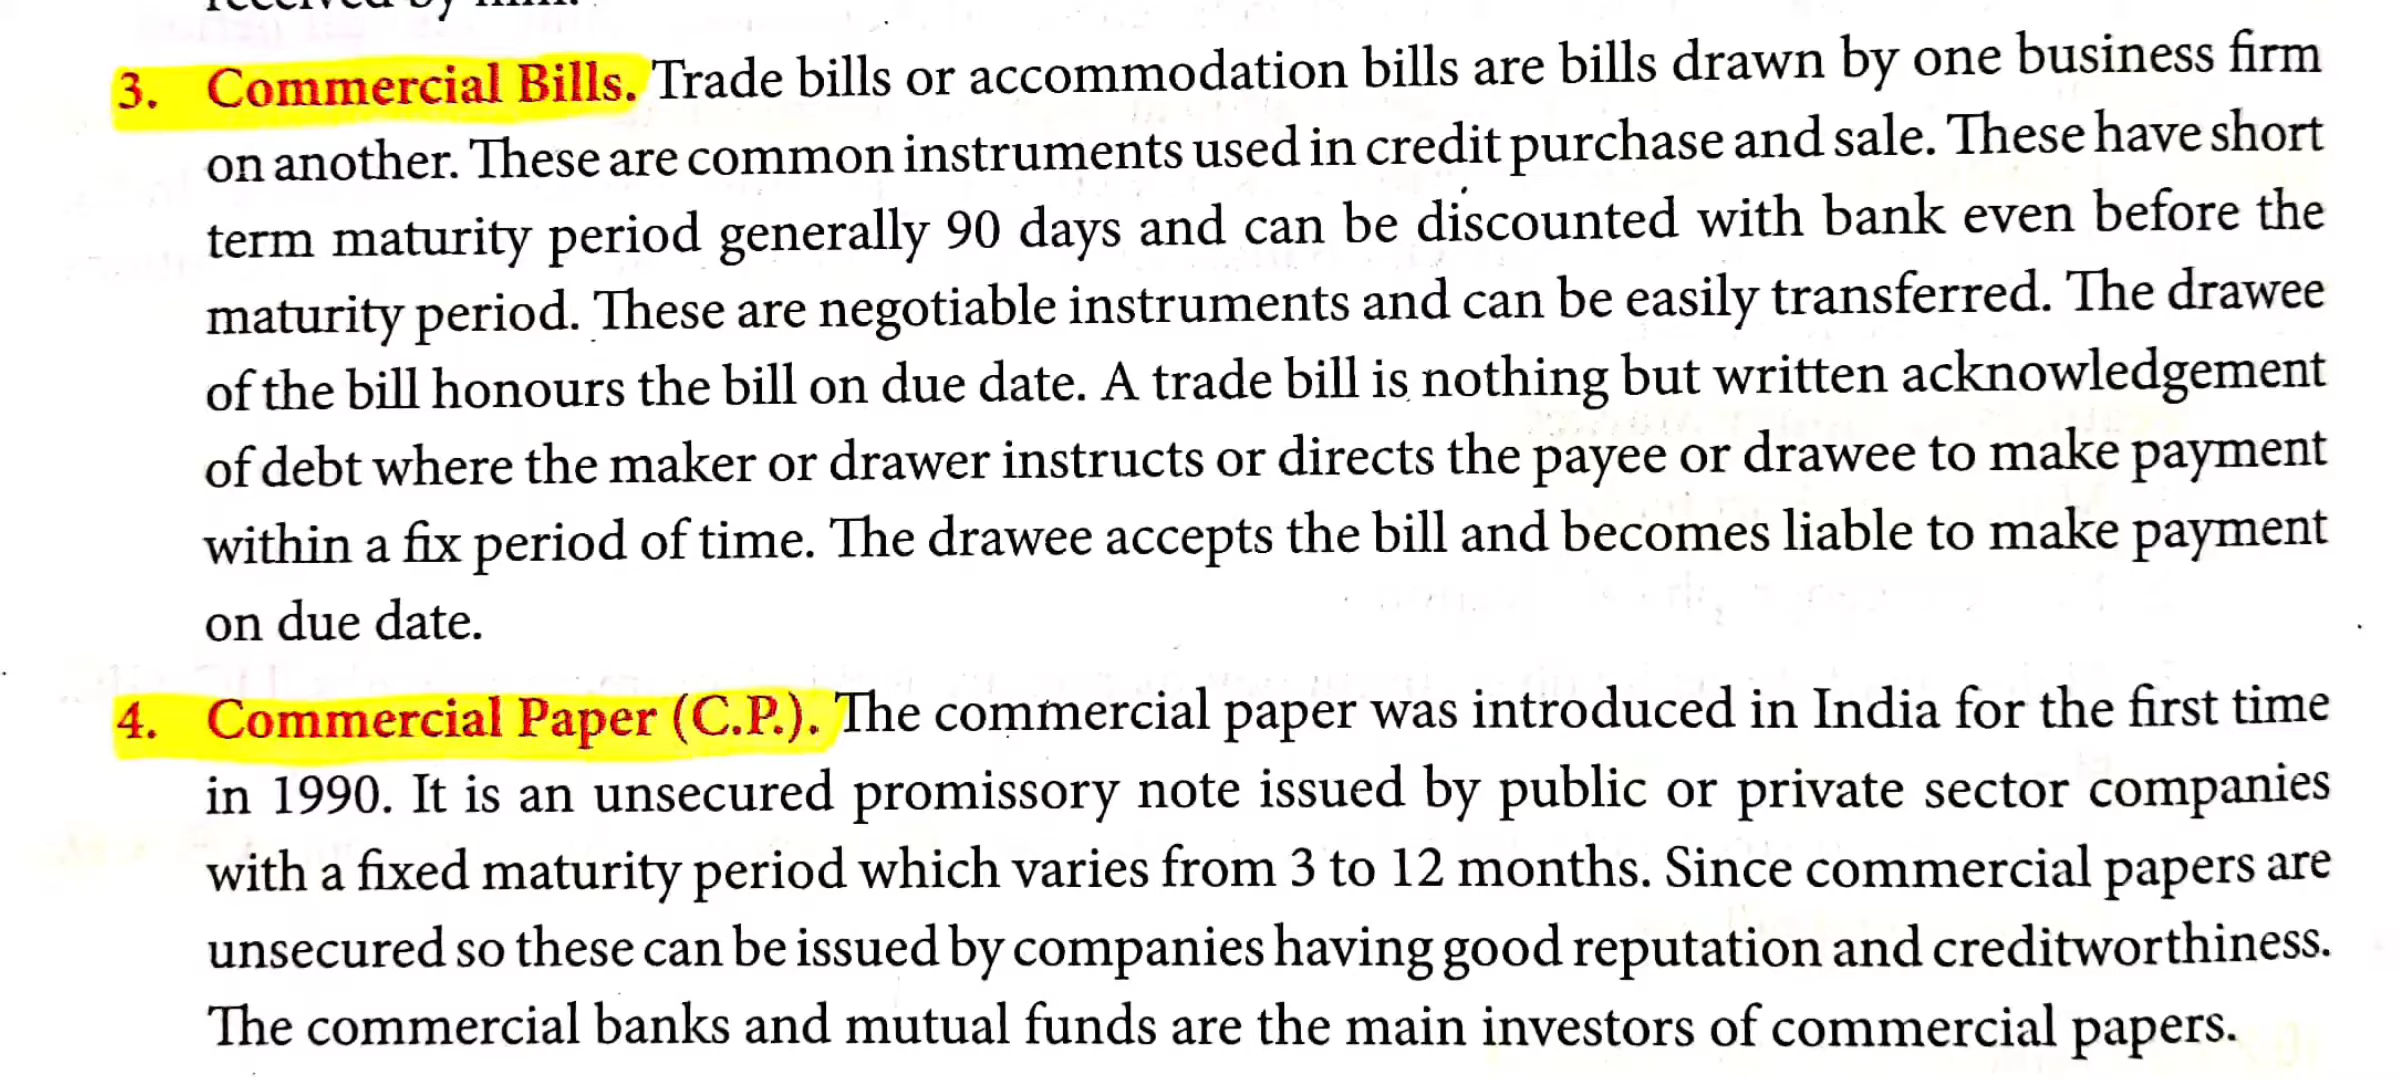 3. Commercial Bills. Trade bills or accommodation bills are bills drawn by one business firm
on another. These are common instruments used in credit purchase and sale. These have short
term maturity period generally 90 days and can be discounted with bank even before the
maturity period. These are negotiable instruments and can be easily transferred. The drawee
of the bill honours the bill on due date. A trade bill is nothing but written acknowledgement
of debt where the maker or drawer instructs or directs the payee or drawee to make payment
within a fix period of time. The drawee accepts the bill and becomes liable to make payment
on due date.
4. Commercial Paper (C.P.). The commercial paper was introduced in India for the first time
in 1990. It is an unsecured promissory note issued by public or private sector companies
with a fixed maturity period which varies from 3 to 12 months. Since commercial papers are
unsecured so these can be issued by companies having good reputation and creditworthiness.
The commercial banks and mutual funds are the main investors of commercial papers.